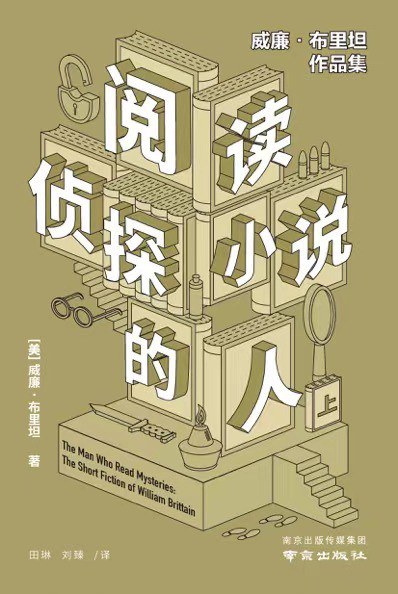 威廉·布里坦
作品集
阅读
侦探小说
的人
上
[美]威廉·布里坦 著
The Man Who Read Mysteries:
The Short Fiction of William Brittain
田琳 刘臻 /译
南京出版传媒集团
南京出版社